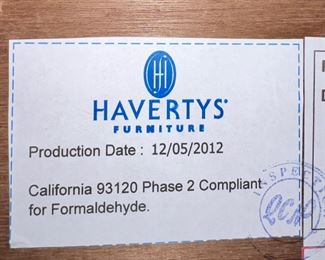 HAVERTYS®
FURNITURE
Production Date : 12/05/2012
California 93120 Phase 2 Compliant
for Formaldehyde.